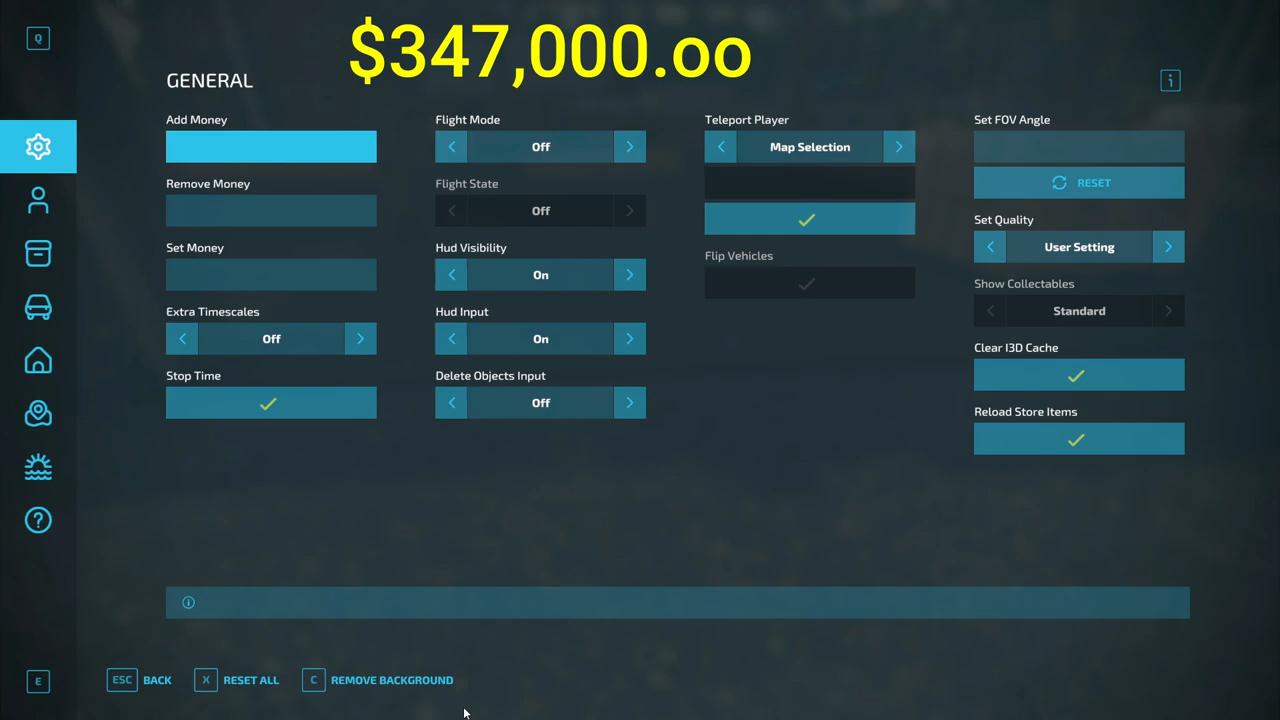 Q
$347,000.oo
GENERAL
i
Add Money
Remove Money
Set Money
Extra Timescales
Off
Stop Time
Flight Mode
Off
Flight State
Off
Hud Visibility
On
Hud Input
On
Delete Objects Input
Off
Teleport Player
Map Selection
Flip Vehicles
Set FOV Angle
RESET
Set Quality
User Setting
Show Collectables
Standard
Clear I3D Cache
Reload Store Items
E
ESC BACK X RESET ALL C REMOVE BACKGROUND